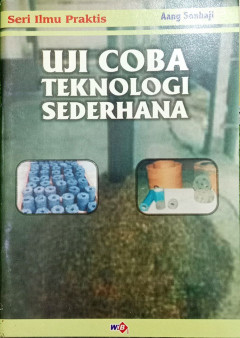 Seri Ilmu Praktis
Aang Sonhaji
UJI COBA
TEKNOLOGI
SEDERHANA